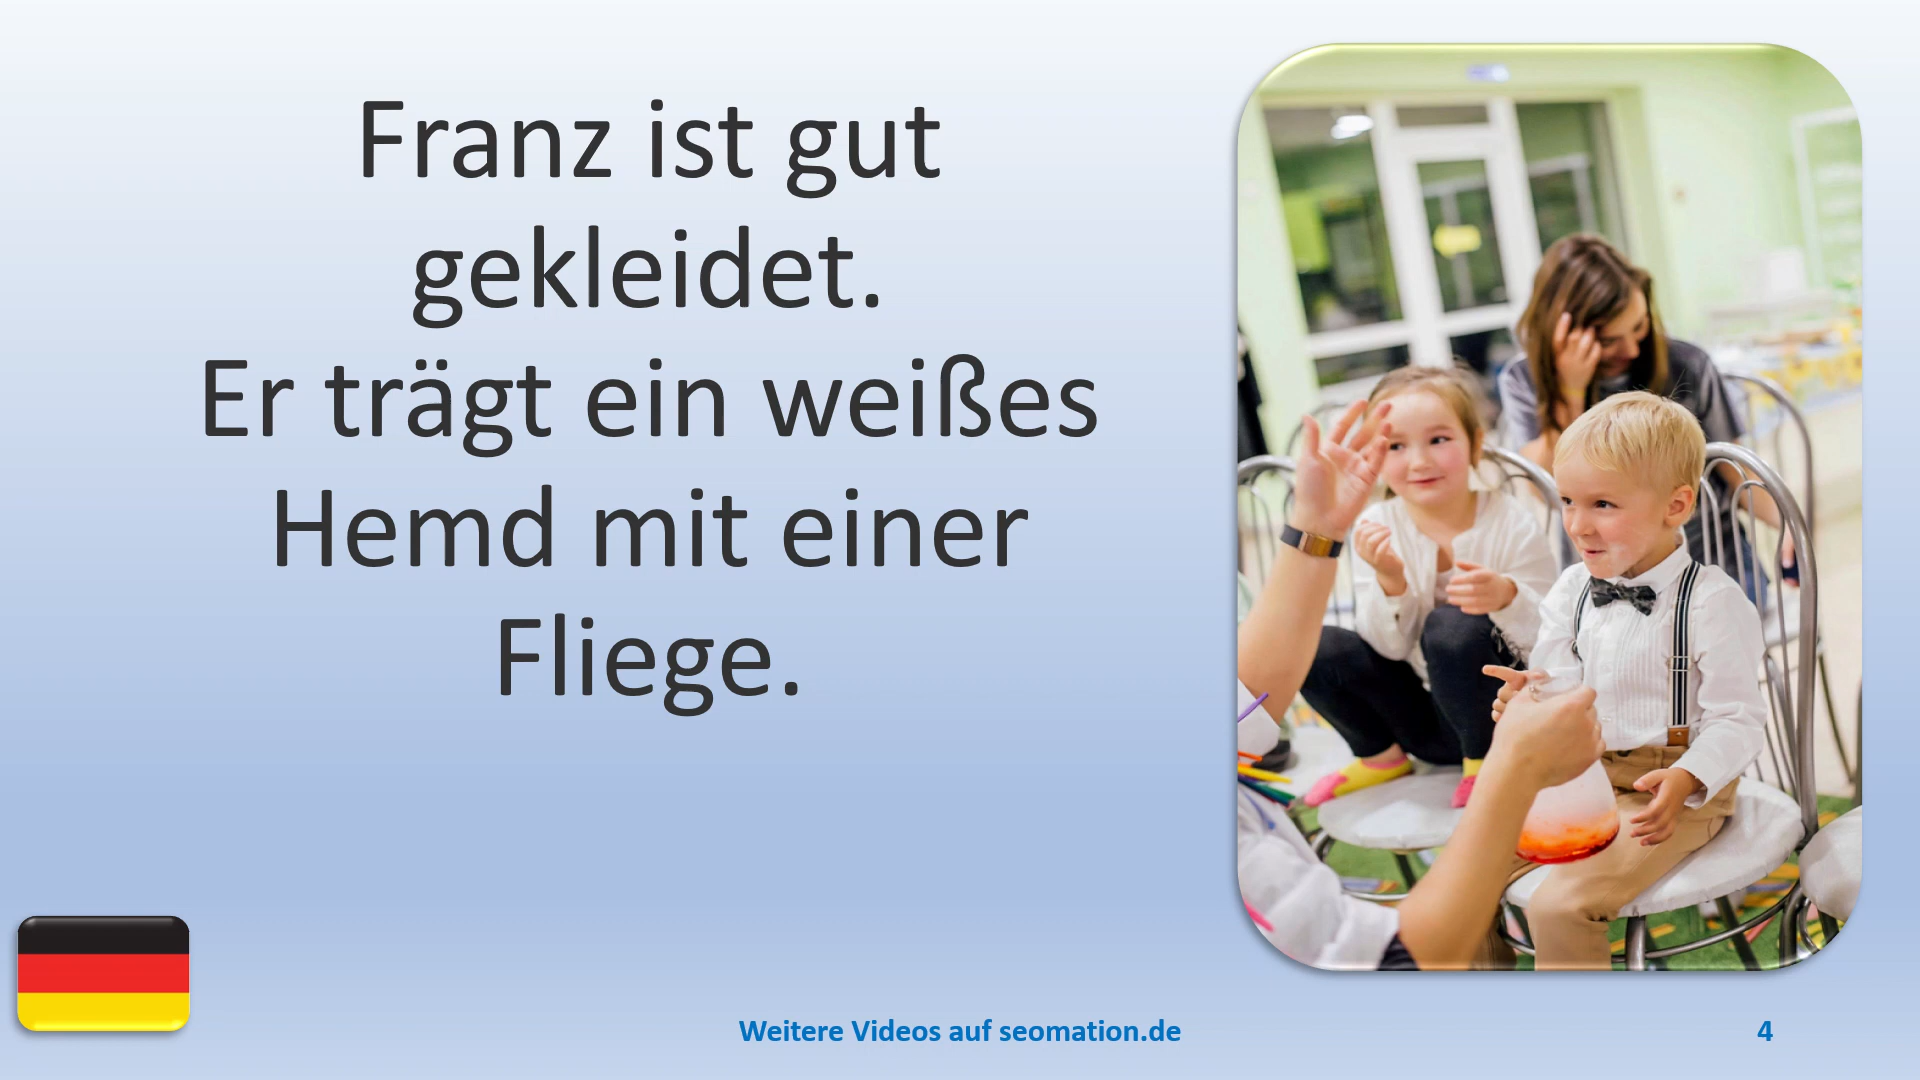 Franz ist gut
gekleidet.
Er trägt ein weißes
Hemd mit einer
Fliege.
Weitere Videos auf seomation.de
4